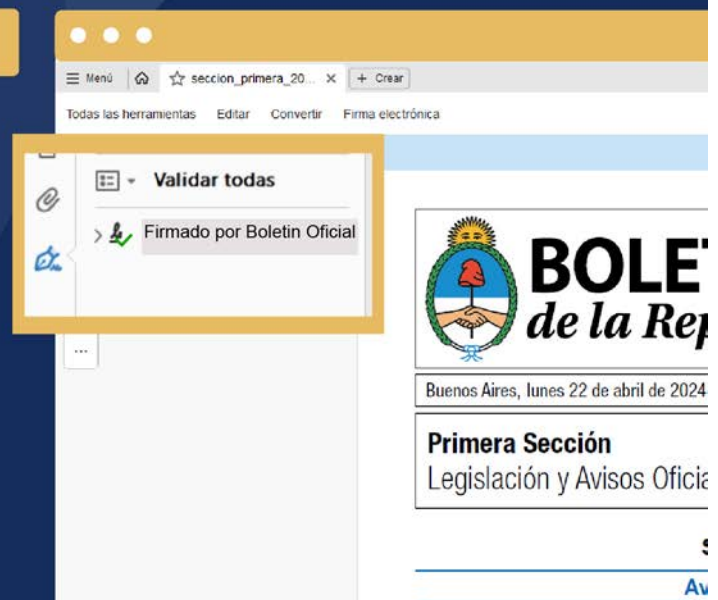 Menú
seccion_primera_20...
+ Crear
Todas las herramientas Editar Convertir Firma electrónica
Validar todas
Firmado por Boletin Oficial
...
BOLET
de la Rep
Buenos Aires, lunes 22 de abril de 2024
Primera Sección
Legislación y Avisos Oficia
S
Av